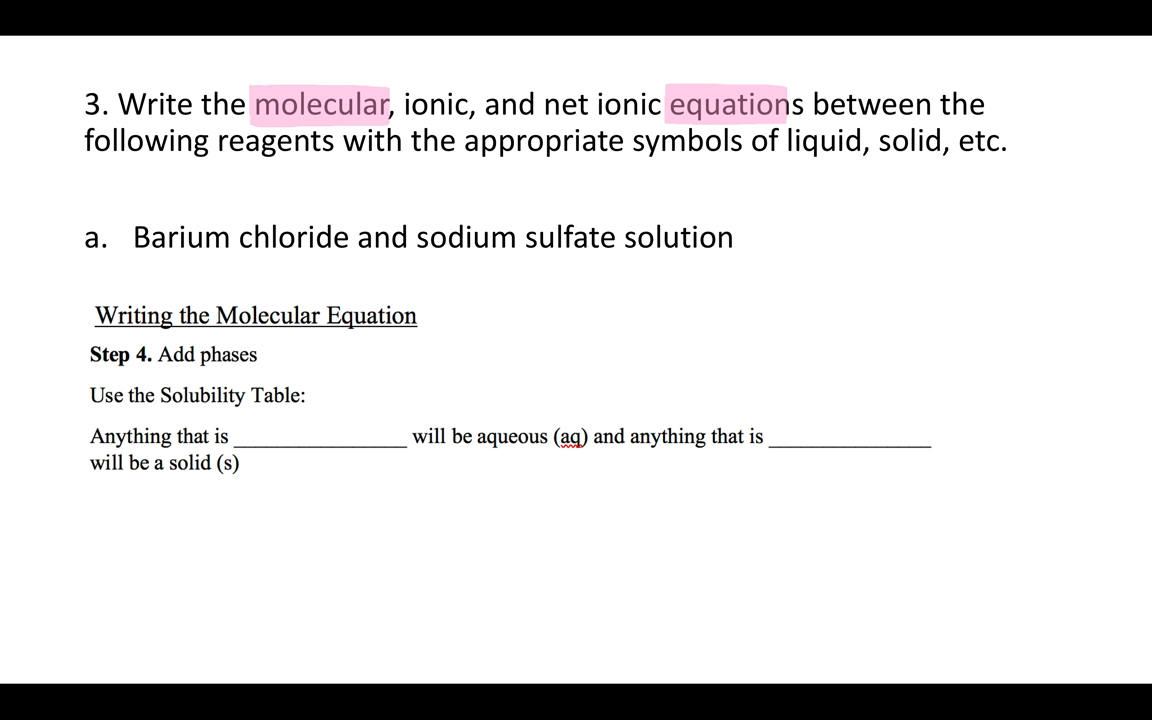 3. Write the molecular, ionic, and net ionic equations between the
following reagents with the appropriate symbols of liquid, solid, etc.
a. Barium chloride and sodium sulfate solution
Writing the Molecular Equation
Step 4. Add phases
Use the Solubility Table:
Anything that is ________________ will be aqueous (aq) and anything that is _______________
will be a solid (s)